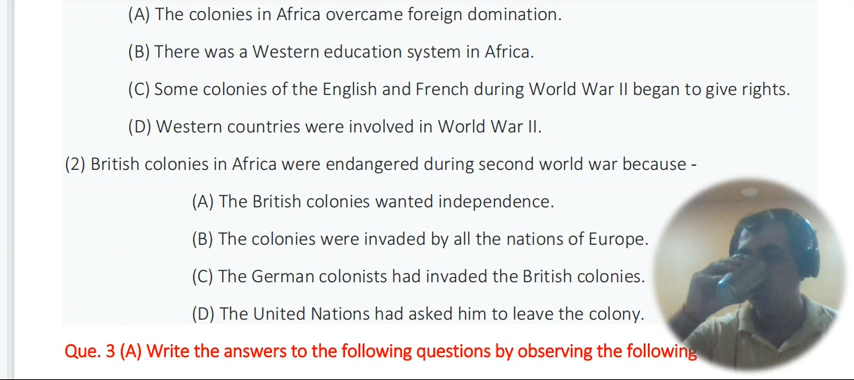 (A) The colonies in Africa overcame foreign domination.
(B) There was a Western education system in Africa.
(C) Some colonies of the English and French during World War II began to give rights.
(D) Western countries were involved in World War II.
(2) British colonies in Africa were endangered during second world war because -
(A) The British colonies wanted independence.
(B) The colonies were invaded by all the nations of Europe.
(C) The German colonists had invaded the British colonies.
(D) The United Nations had asked him to leave the colony.
Que. 3 (A) Write the answers to the following questions by observing the following